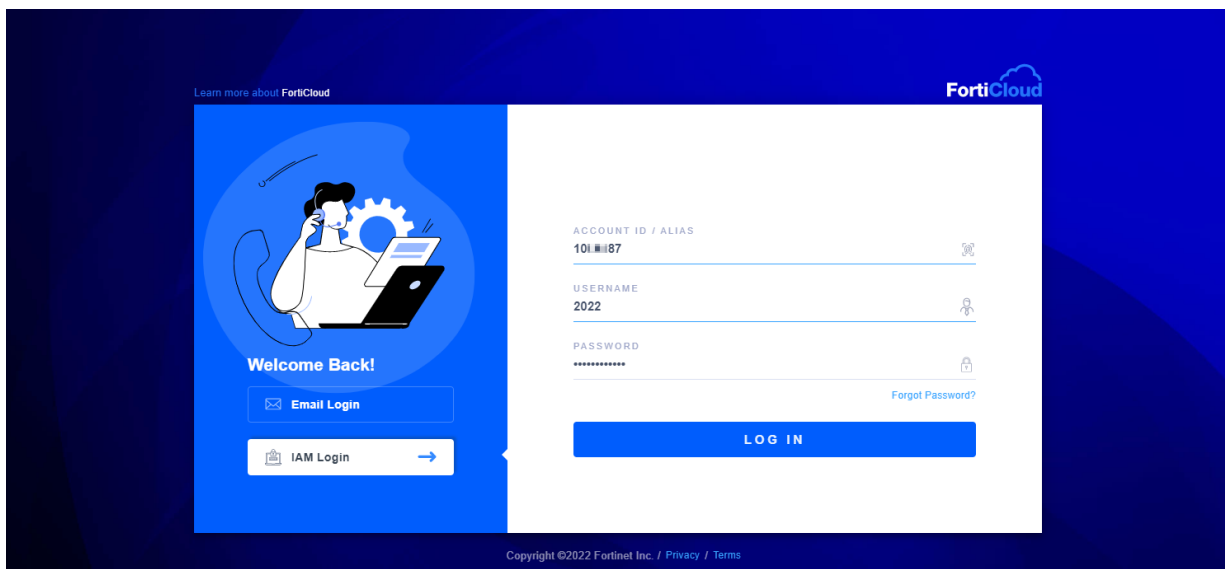 Learn more about FortiCloud
FortiCloud
Welcome Back!
Email Login
IAM Login
ACCOUNT ID / ALIAS
USERNAME
2022
PASSWORD
Forgot Password?
LOG IN
Copyright ©2022 Fortinet Inc. / Privacy / Terms